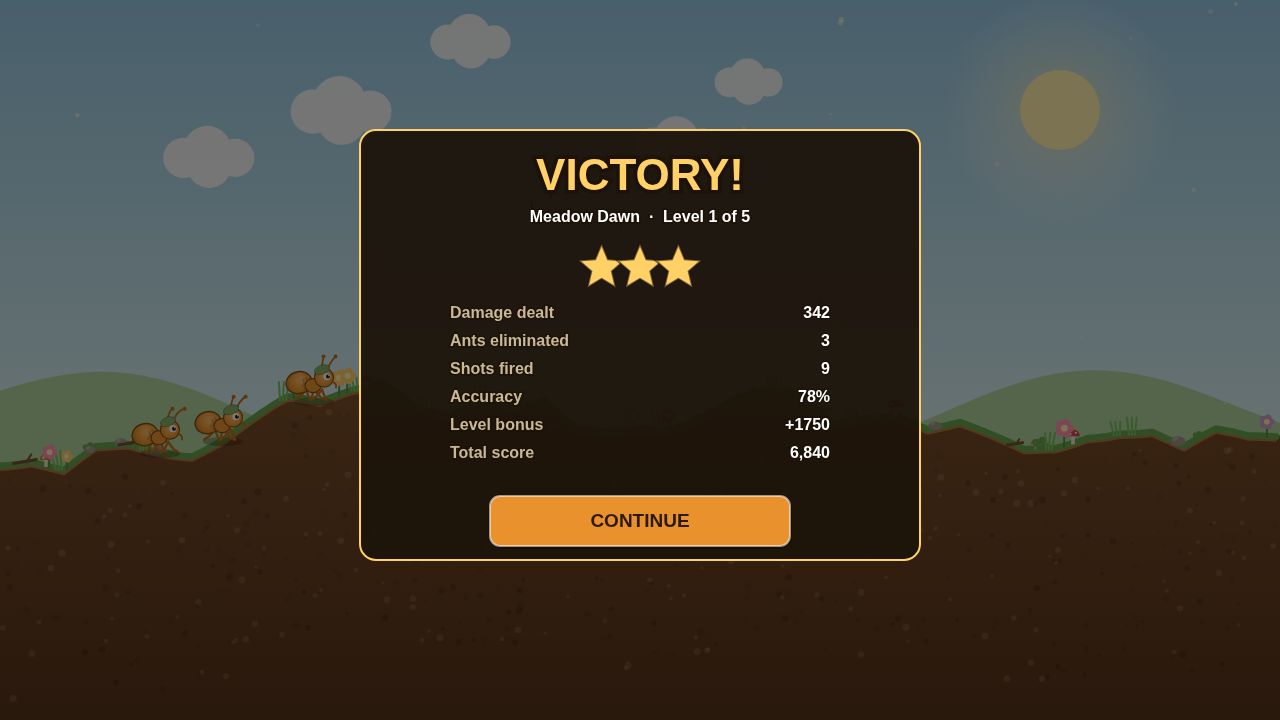 VICTORY!
Meadow Dawn · Level 1 of 5
Damage dealt 342
Ants eliminated 3
Shots fired 9
Accuracy 78%
Level bonus +1750
Total score 6,840
CONTINUE